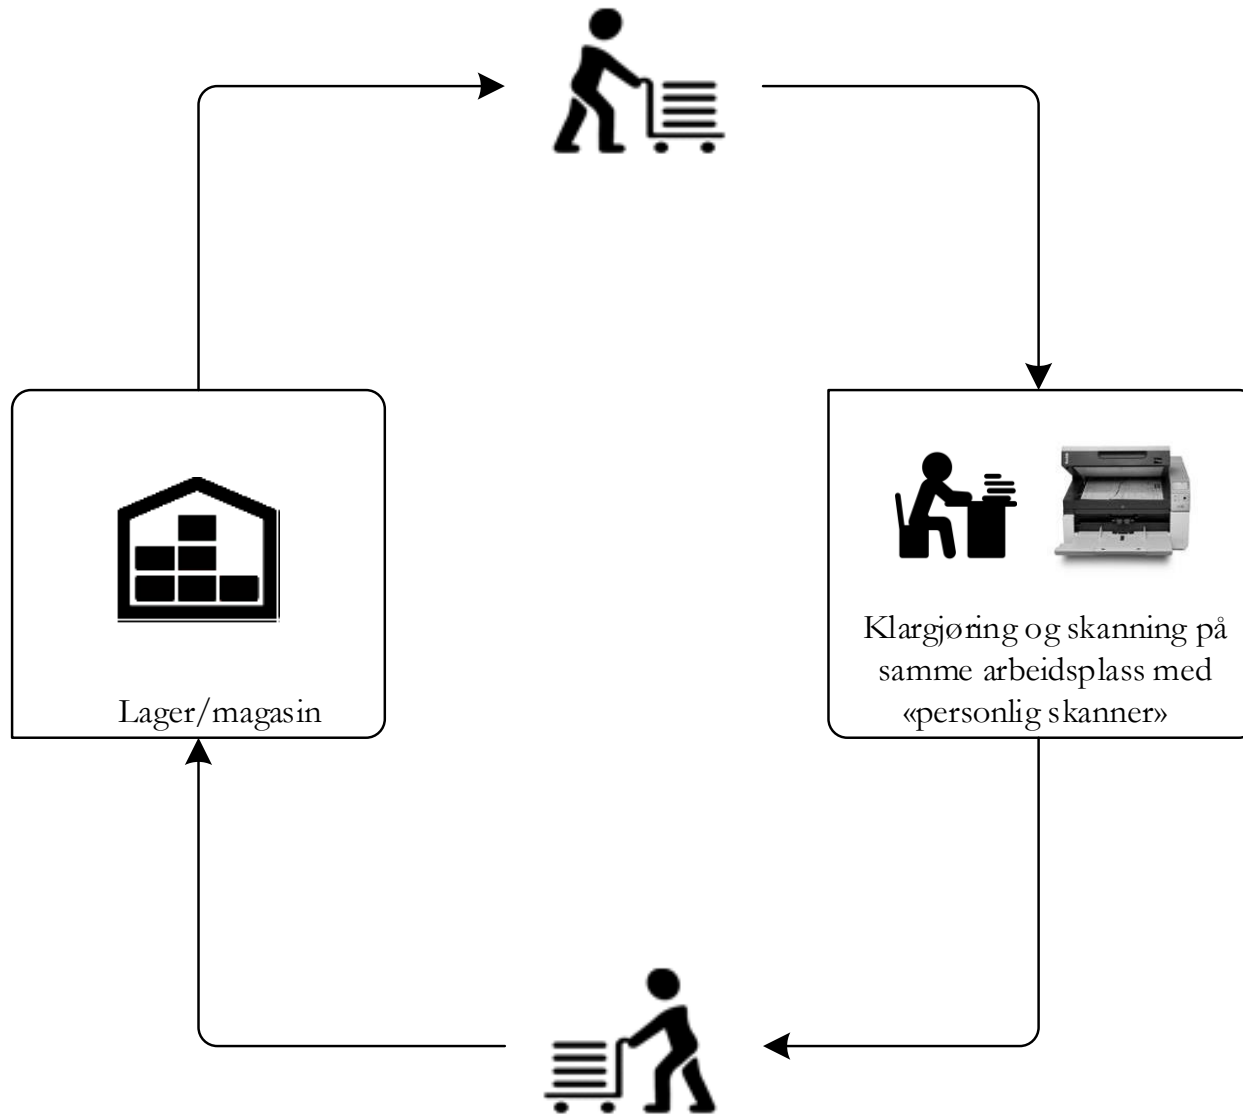 Lager/magasin
Klargjøring og skanning på
samme arbeidsplass med
«personlig skanner»